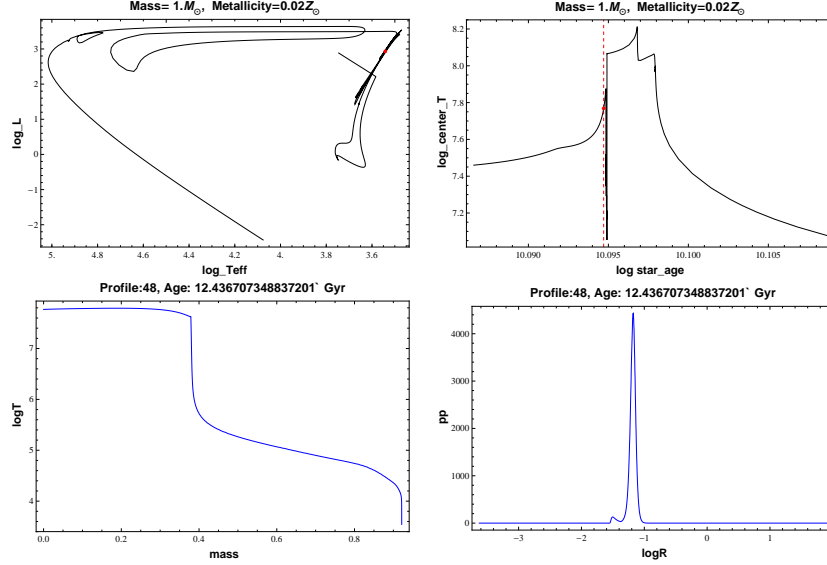 Mass= 1.M☉, Metallicity=0.02Z☉
log_L
3
2
1
0
−1
−2
5. 4.8 4.6 4.4 4.2 4. 3.8 3.6
log_Teff
Mass= 1.M☉, Metallicity=0.02Z☉
log_center_T
8.2
8.0
7.8
7.6
7.4
7.2
10.090 10.095 10.100 10.105
log star_age
Profile:48, Age: 12.436707348837201` Gyr
logT
7
6
5
4
0.0 0.2 0.4 0.6 0.8
mass
Profile:48, Age: 12.436707348837201` Gyr
pp
4000
3000
2000
1000
0
−3 −2 −1 0 1
logR